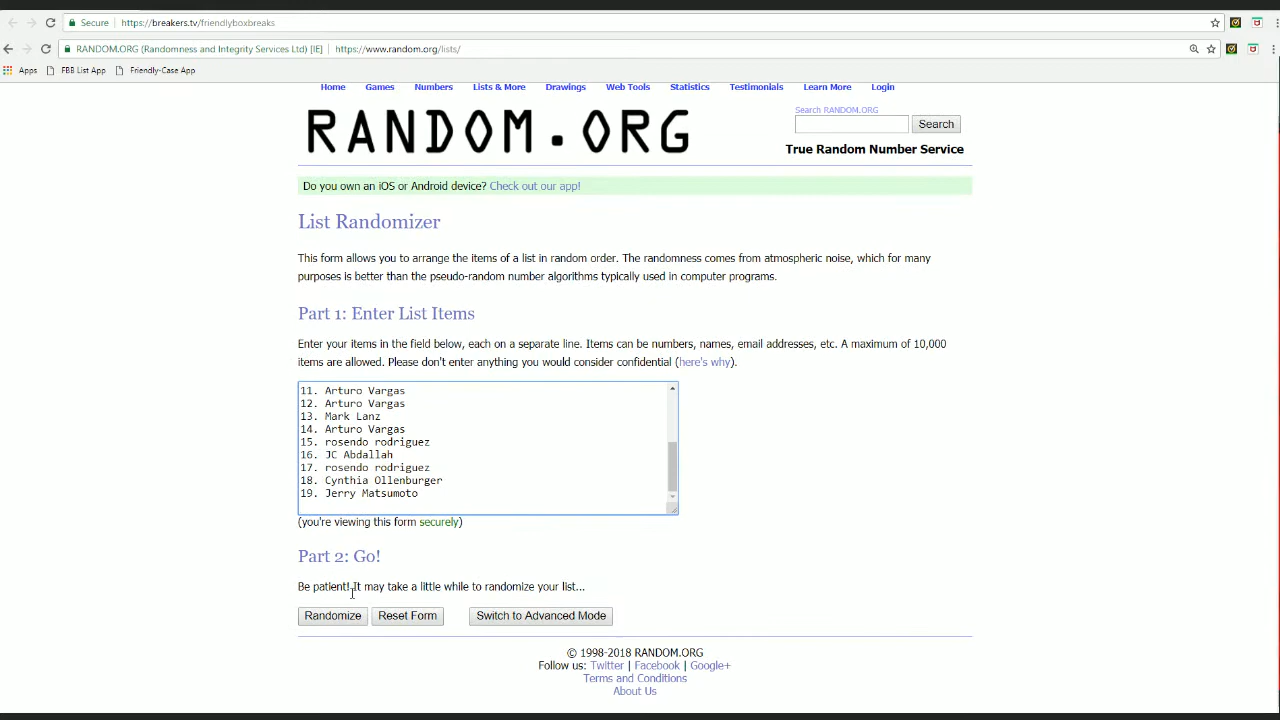 Secure https://breakers.tv/friendlyboxbreaks
RANDOM.ORG (Randomness and Integrity Services Ltd) [IE] https://www.random.org/lists/
Apps FBB List App Friendly-Case App
Home Games Numbers Lists & More Drawings Web Tools Statistics Testimonials Learn More Login
RANDOM.ORG
Search RANDOM.ORG
Search
True Random Number Service
Do you own an iOS or Android device? Check out our app!
List Randomizer
This form allows you to arrange the items of a list in random order. The randomness comes from atmospheric noise, which for many
purposes is better than the pseudo-random number algorithms typically used in computer programs.
Part 1: Enter List Items
Enter your items in the field below, each on a separate line. Items can be numbers, names, email addresses, etc. A maximum of 10,000
items are allowed. Please don't enter anything you would consider confidential (here's why).
11. Arturo Vargas
12. Arturo Vargas
13. Mark Lanz
14. Arturo Vargas
15. rosendo rodriguez
16. JC Abdallah
17. rosendo rodriguez
18. Cynthia Ollenburger
19. Jerry Matsumoto
(you're viewing this form securely)
Part 2: Go!
Be patient! It may take a little while to randomize your list...
Randomize Reset Form Switch to Advanced Mode
© 1998-2018 RANDOM.ORG
Follow us: Twitter | Facebook | Google+
Terms and Conditions
About Us